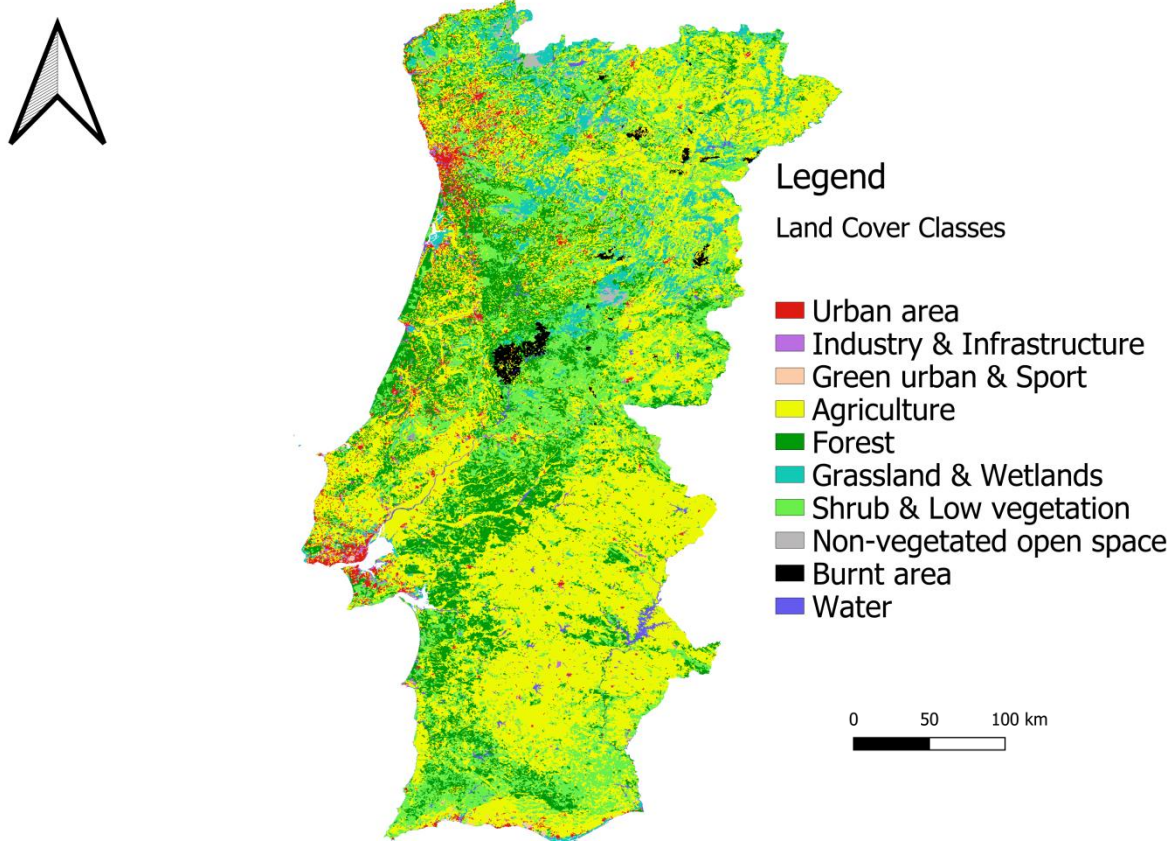 Legend
Land Cover Classes
Urban area
Industry & Infrastructure
Green urban & Sport
Agriculture
Forest
Grassland & Wetlands
Shrub & Low vegetation
Non-vegetated open space
Burnt area
Water
0 50 100 km